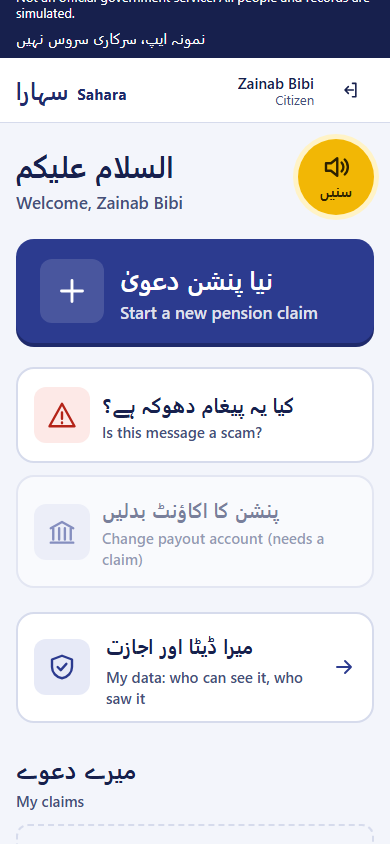 Not an official government service. All people and records are
simulated.
نمونہ ایپ، سرکاری سروس نہیں
سہارا Sahara
Zainab Bibi
Citizen
السلام علیکم
Welcome, Zainab Bibi
سنیں
نیا پنشن دعویٰ
Start a new pension claim
کیا یہ پیغام دھوکہ ہے؟
Is this message a scam?
پنشن کا اکاؤنٹ بدلیں
Change payout account (needs a
claim)
میرا ڈیٹا اور اجازت
My data: who can see it, who
saw it
میرے دعوے
My claims